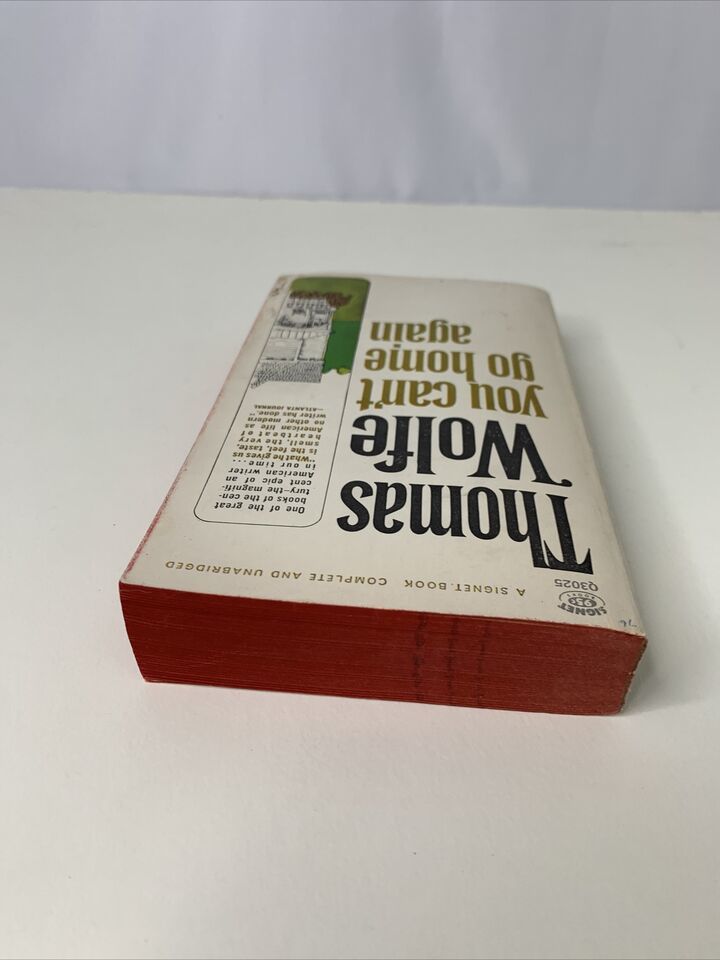 SIGNET
95¢
BOOKS
Q3025
A SIGNET BOOK COMPLETE AND UNABRIDGED
Thomas
Wolfe
you can't
go home
again
One of the great
books of the cen-
tury—the magnifi-
cent epic of an
American writer
in our time...
"What he gives us
is the feel, taste,
smell, the very
heartbeat of
American life as
no other modern
writer has done."
—ATLANTA JOURNAL